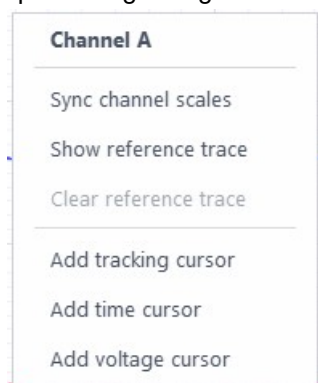 Channel A
Sync channel scales
Show reference trace
Clear reference trace
Add tracking cursor
Add time cursor
Add voltage cursor